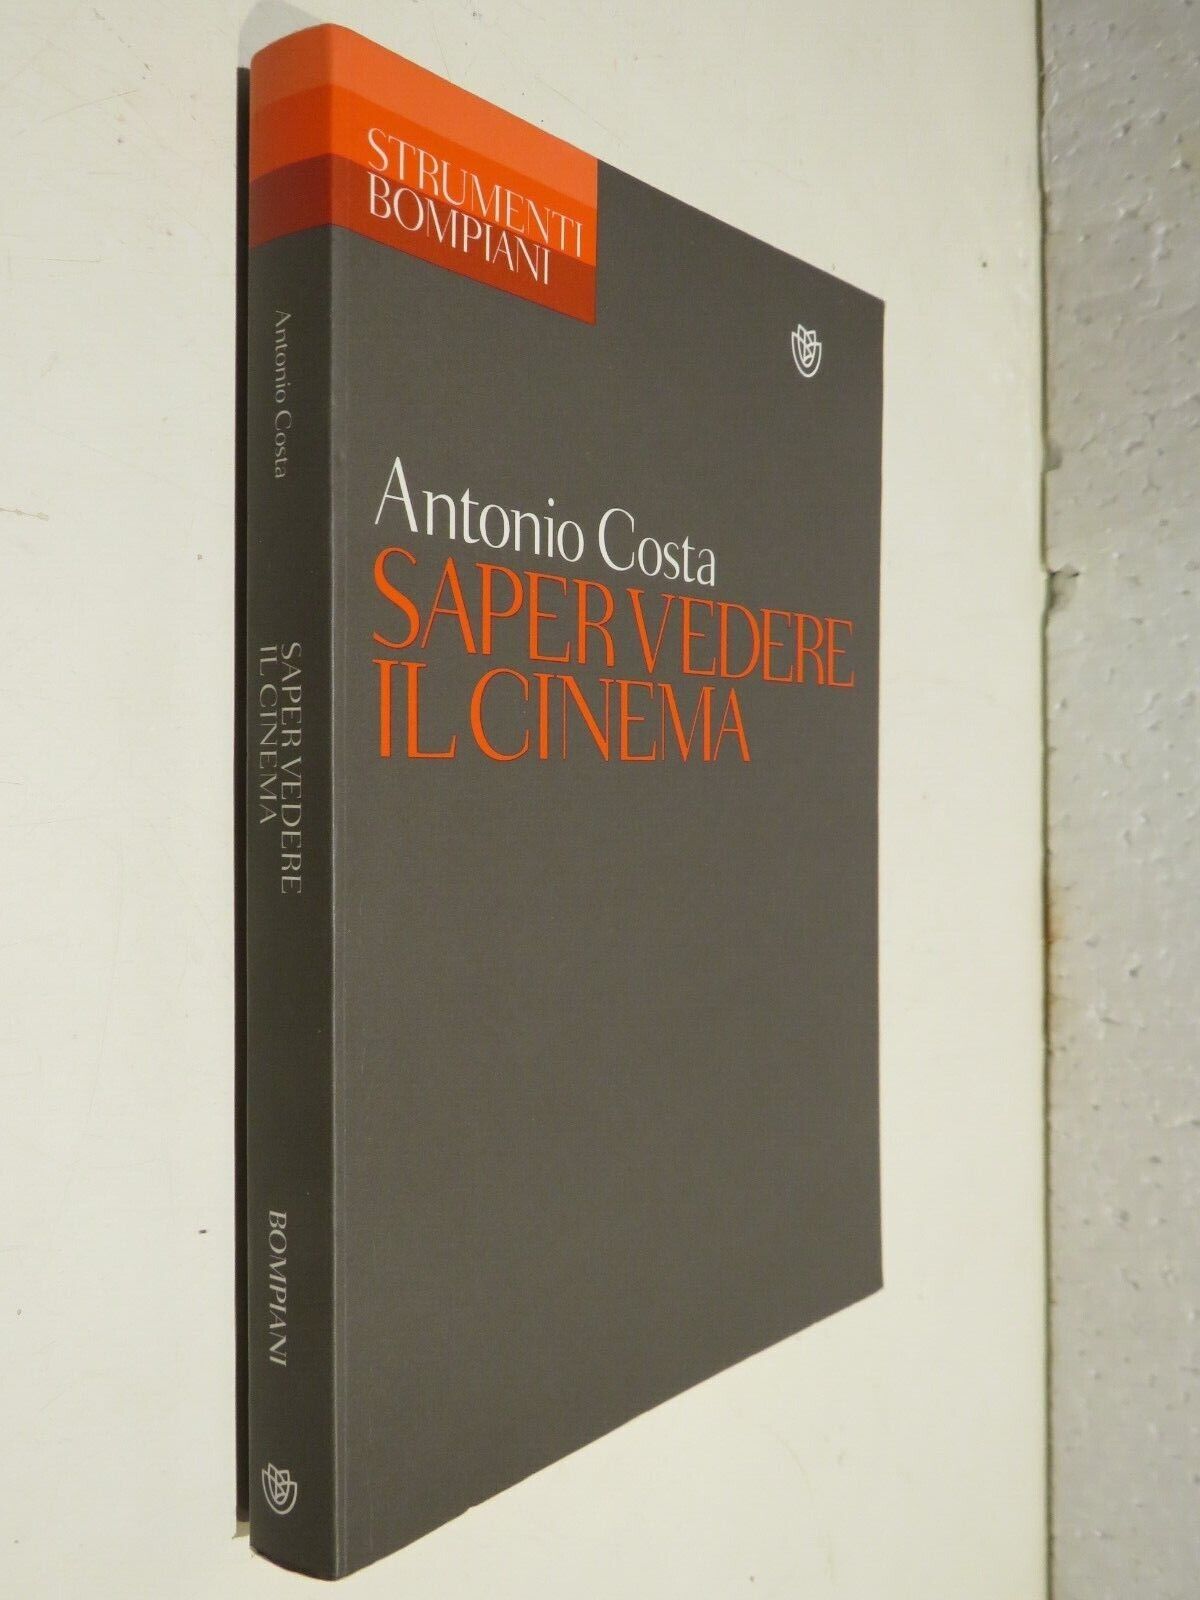 STRUMENTI
BOMPIANI
Antonio Costa
SAPER VEDERE
IL CINEMA
Antonio Costa
SAPER VEDERE
IL CINEMA
BOMPIANI